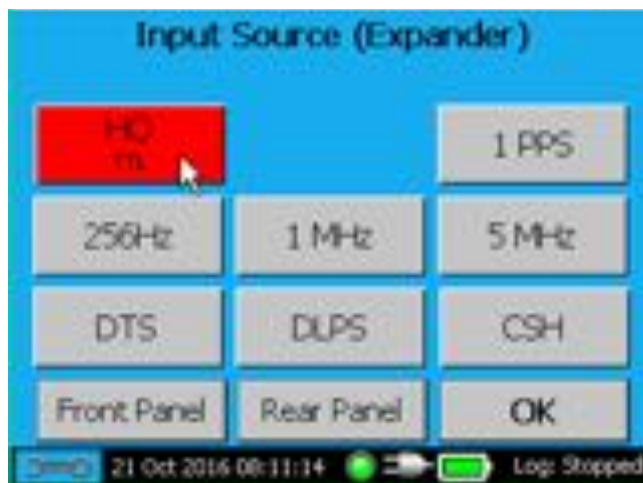 Input Source (Expander)
HQ
1 PPS
256Hz
1 MHz
5 MHz
DTS
DLPS
CSH
Front Panel
Rear Panel
OK
21 Oct 2016 08:11:14
Log: Stopped